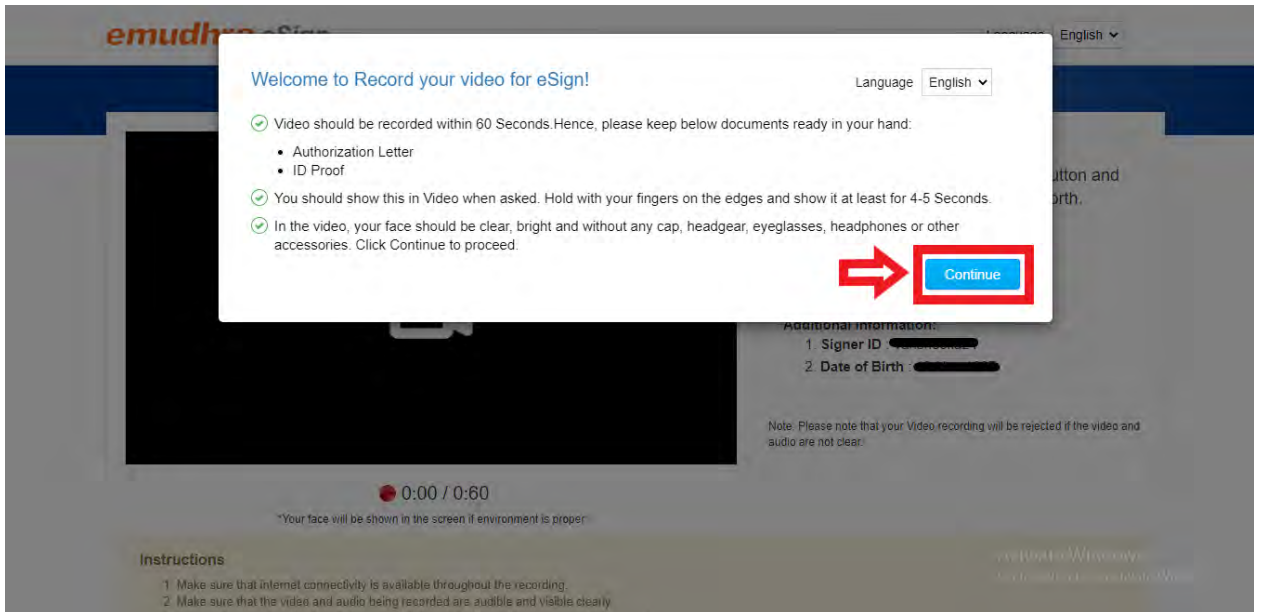 emudhra eSign
Language English
Welcome to Record your video for eSign!
Language English
Video should be recorded within 60 Seconds.Hence, please keep below documents ready in your hand:
• Authorization Letter
• ID Proof
You should show this in Video when asked. Hold with your fingers on the edges and show it at least for 4-5 Seconds.
In the video, your face should be clear, bright and without any cap, headgear, eyeglasses, headphones or other
accessories. Click Continue to proceed.
Continue
and
Additional Information:
1. Signer ID :
2. Date of Birth :
Note: Please note that your Video recording will be rejected if the video and
audio are not clear.
0:00 / 0:60
*Your face will be shown in the screen if environment is proper
Instructions
1. Make sure that internet connectivity is available throughout the recording.
2. Make sure that the video and audio being recorded are audible and visible clearly